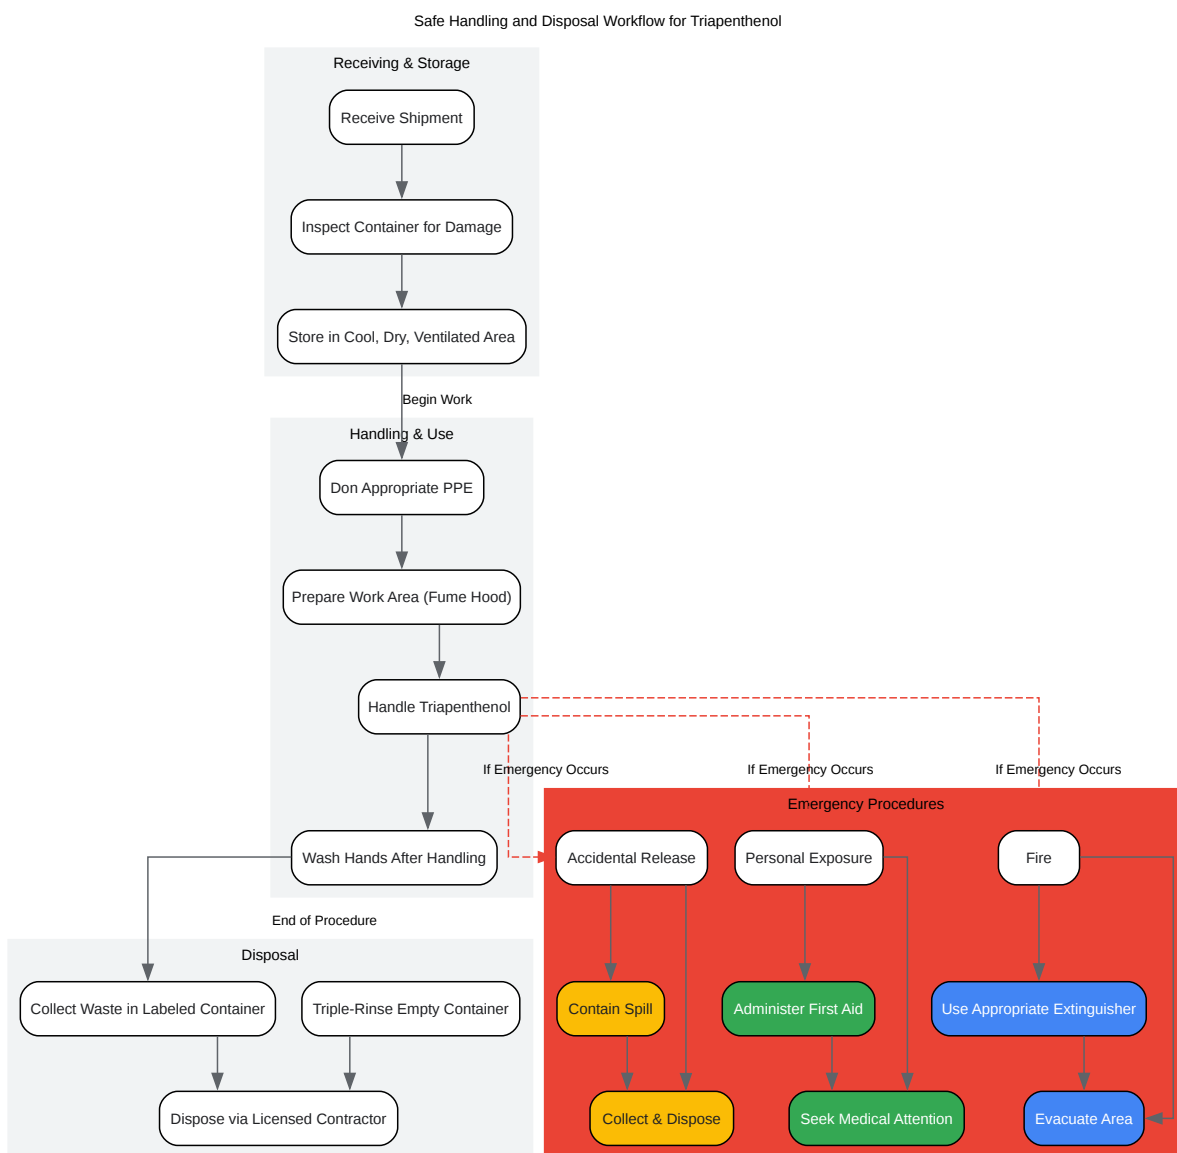 Safe Handling and Disposal Workflow for Triapenthenol
Receiving & Storage
Receive Shipment
Inspect Container for Damage
Store in Cool, Dry, Ventilated Area
Begin Work
Handling & Use
Don Appropriate PPE
Prepare Work Area (Fume Hood)
Handle Triapenthenol
If Emergency Occurs
If Emergency Occurs
If Emergency Occurs
Emergency Procedures
Wash Hands After Handling
Accidental Release
Personal Exposure
Fire
End of Procedure
Disposal
Collect Waste in Labeled Container
Triple-Rinse Empty Container
Contain Spill
Administer First Aid
Use Appropriate Extinguisher
Dispose via Licensed Contractor
Collect & Dispose
Seek Medical Attention
Evacuate Area